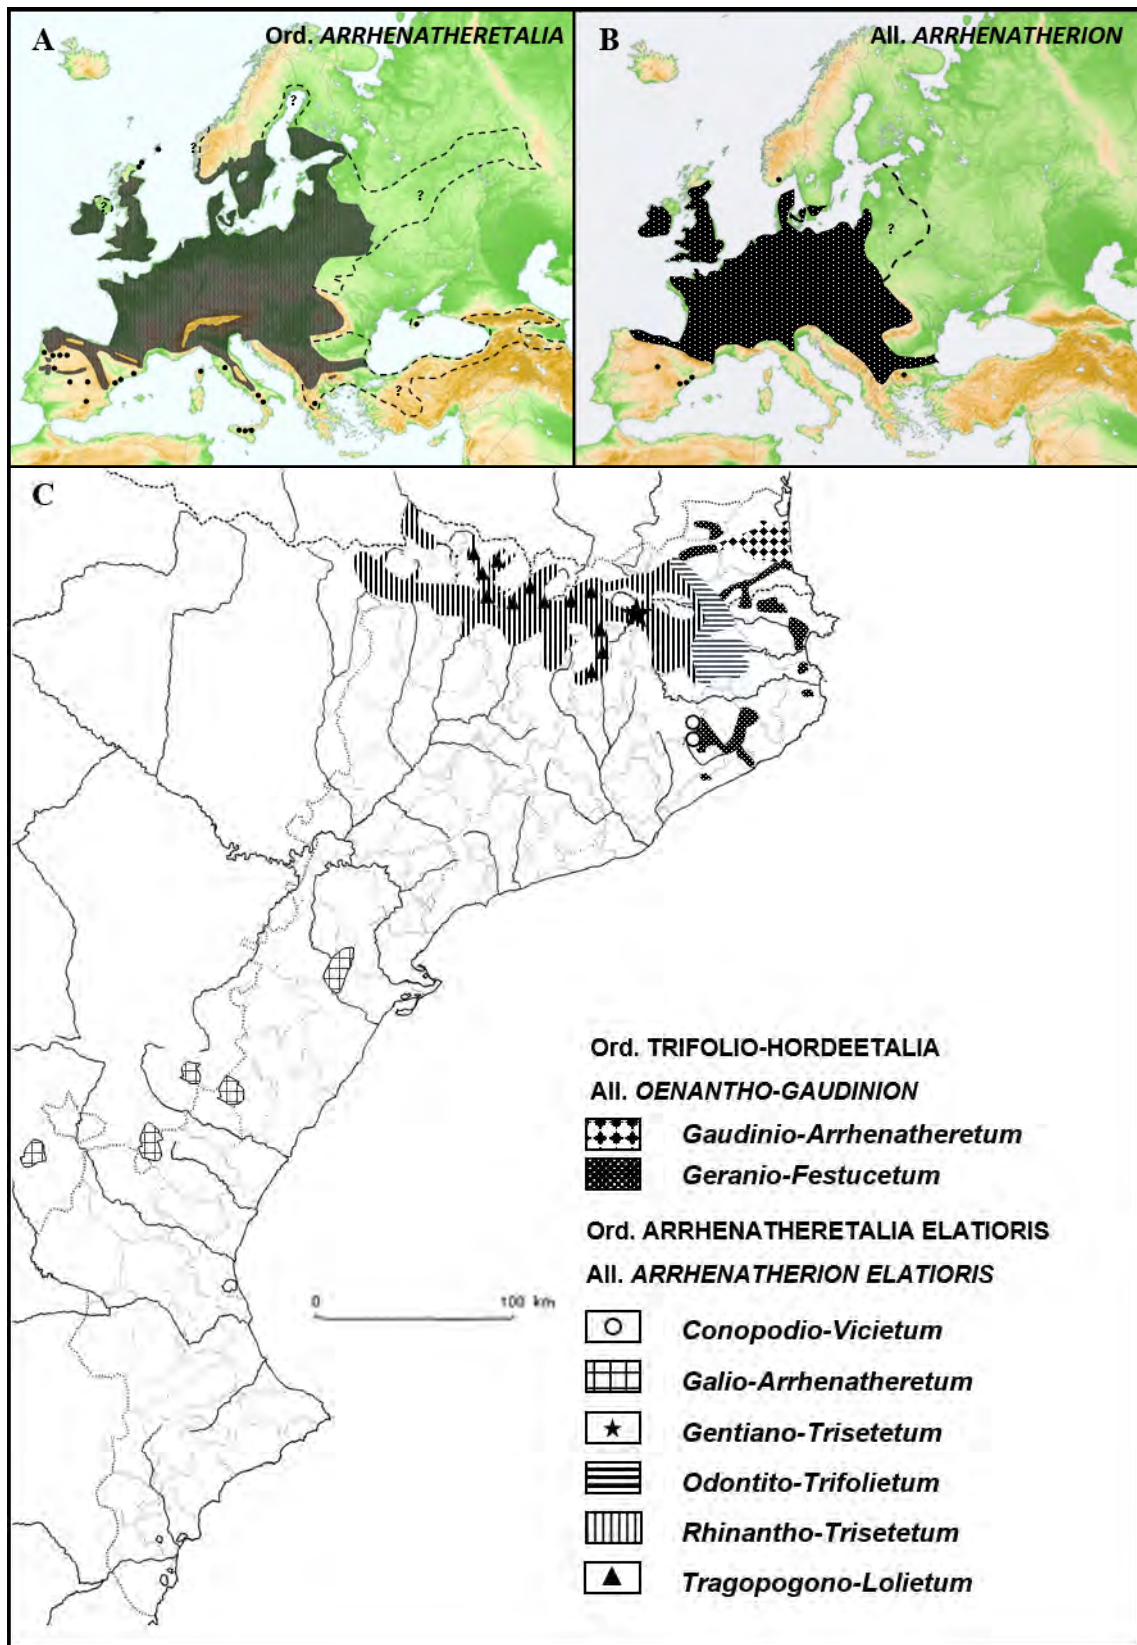 A
Ord. ARRHENATHERETALIA
?
?
?
?
?
B
All. ARRHENATHERION
?
C
0 100 km
Ord. TRIFOLIO-HORDEETALIA
All. OENANTHO-GAUDINION
Gaudinio-Arrhenatheretum
Geranio-Festucetum
Ord. ARRHENATHERETALIA ELATIORIS
All. ARRHENATHERION ELATIORIS
Conopodio-Vicietum
Galio-Arrhenatheretum
Gentiano-Trisetetum
Odontito-Trifolietum
Rhinantho-Trisetetum
Tragopogono-Lolietum